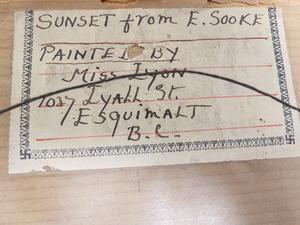 SUNSET from E. SOOKE
PAINTED BY
Miss Lyon
1037 Lyall St.
ESQUIMALT
B.C.